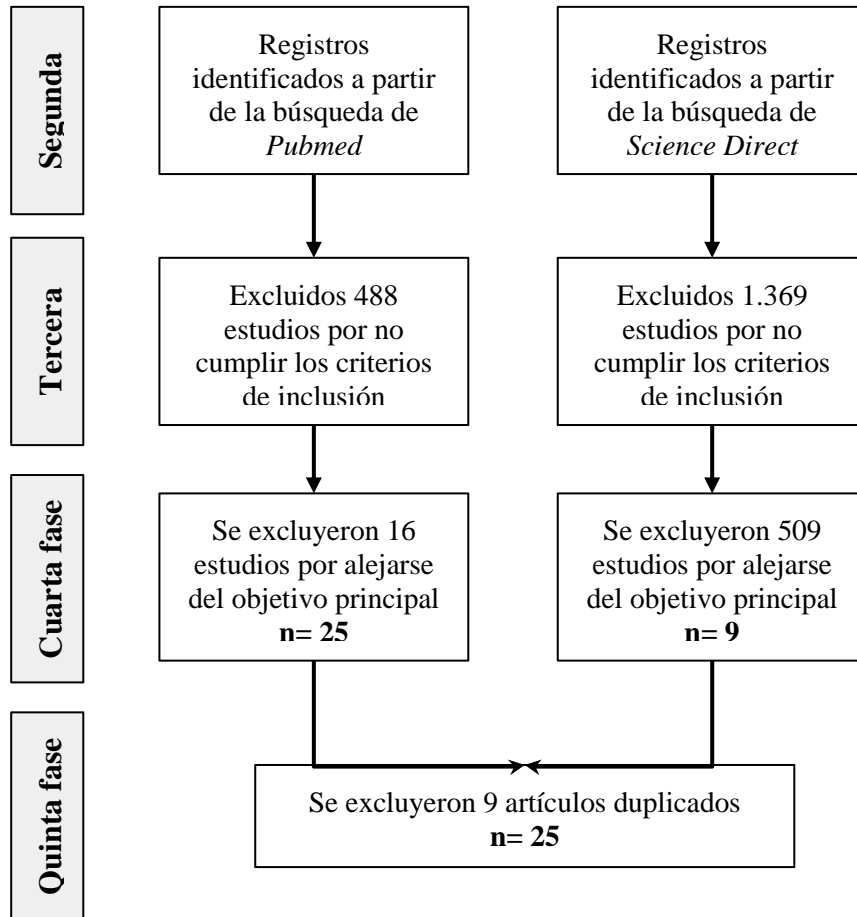 Segunda
Registros
identificados a partir
de la búsqueda de
Pubmed
Registros
identificados a partir
de la búsqueda de
Science Direct
Tercera
Excluidos 488
estudios por no
cumplir los criterios
de inclusión
Excluidos 1.369
estudios por no
cumplir los criterios
de inclusión
Cuarta fase
Se excluyeron 16
estudios por alejarse
del objetivo principal
n= 25
Se excluyeron 509
estudios por alejarse
del objetivo principal
n= 9
Quinta fase
Se excluyeron 9 artículos duplicados
n= 25